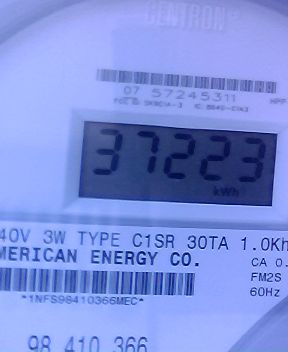 CENTRON®
07 57245311
37223
kWh
40V 3W TYPE C1SR 30TA 1.0Kh
MERICAN ENERGY CO.
CA 0.
FM2S
60Hz
*1NFS98410366MEC*
98 410 366